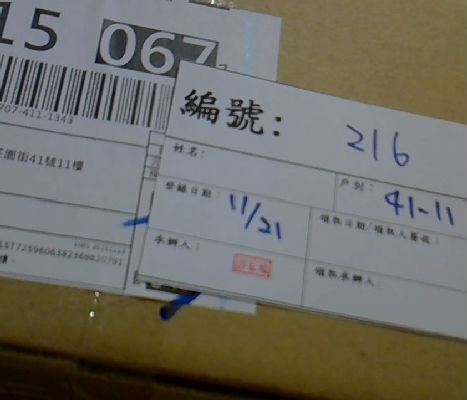 15 067
707-411-1343
園街41號11樓
樓
編號: 216
姓名:
戶別: 41-11
登錄日期: 11/21
領取日期/領取人簽收:
承辦人:
領取承辦人: